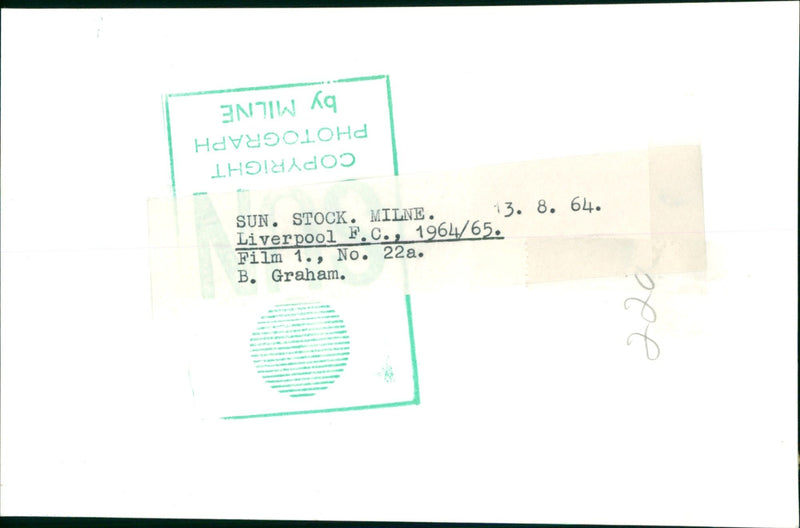 COPYRIGHT
PHOTOGRAPH
by MILNE
SUN
SUN. STOCK. MILNE. 13. 8. 64.
Liverpool F.C., 1964/65.
Film 1., No. 22a.
B. Graham.
22a